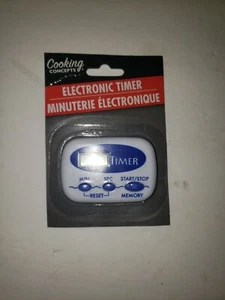 Cooking
CONCEPTS
ELECTRONIC TIMER
MINUTERIE ÉLECTRONIQUE
TIMER
MIN SEC START/STOP
RESET MEMORY